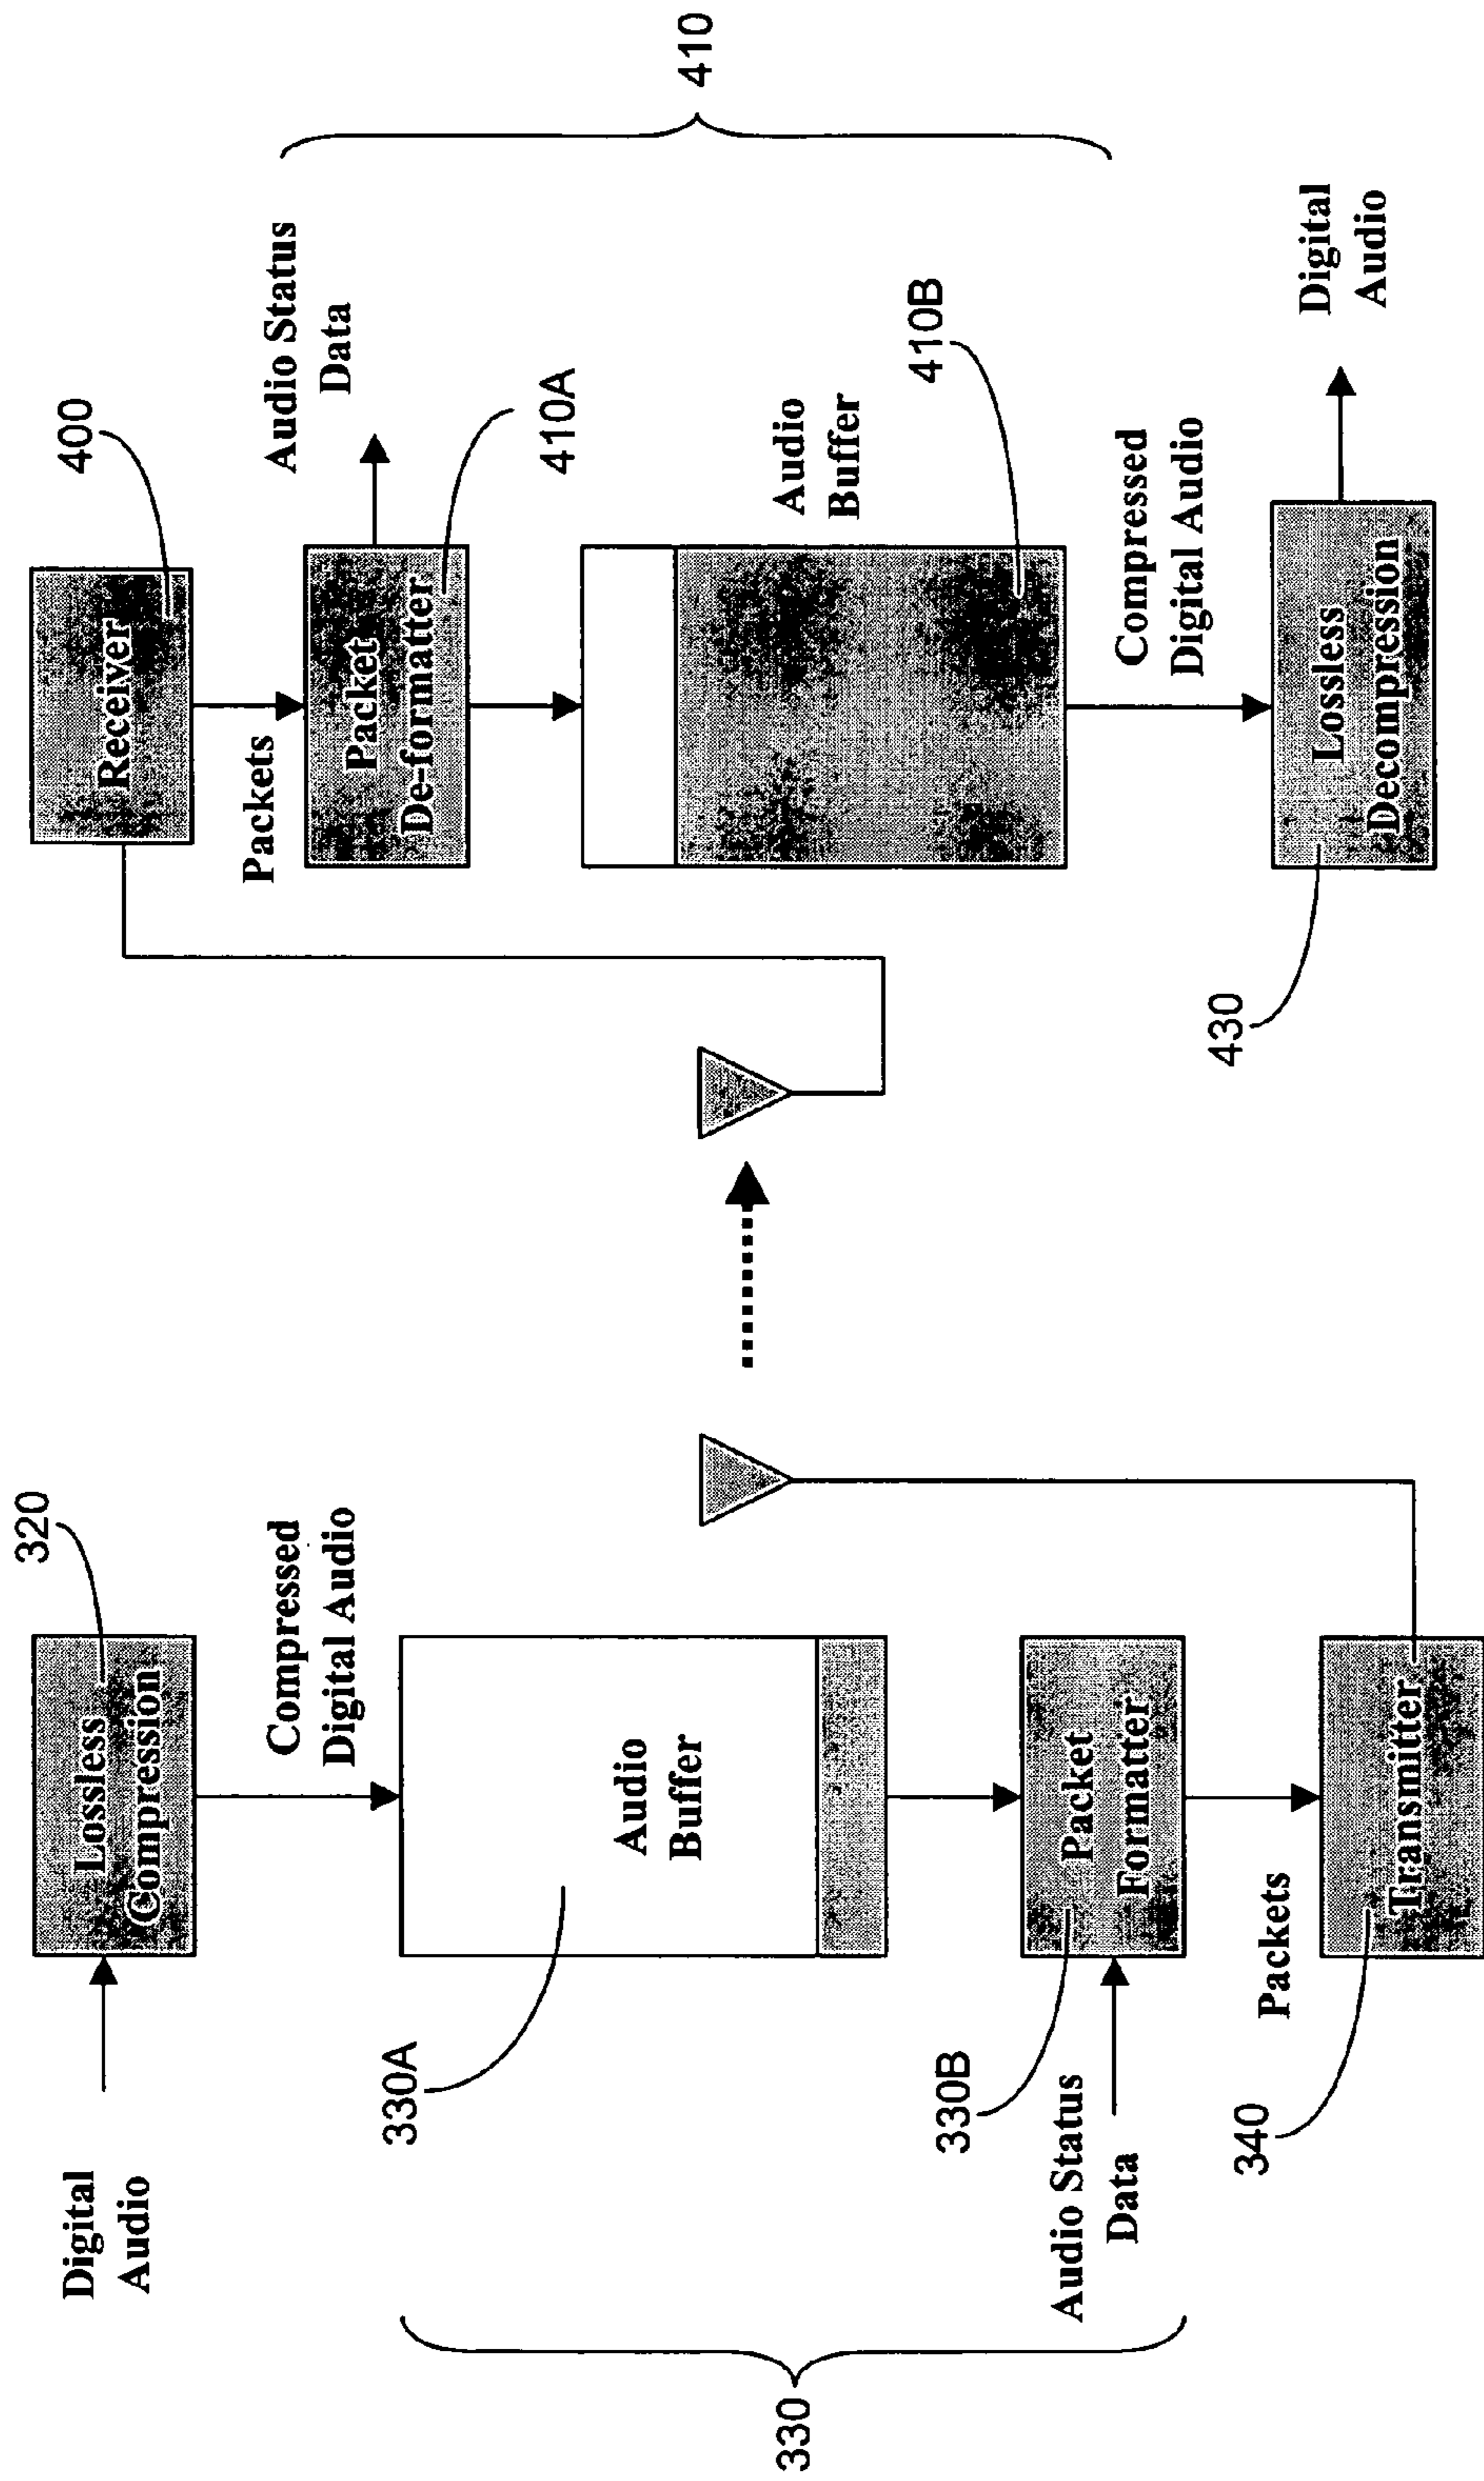 Digital
Audio
Lossless
Compression
320
Compressed
Digital Audio
330A
Audio
Buffer
330
330B
Audio Status
Data
Packet
Formatter
Packets
340
Transmitter
400
Receiver
Packets
Audio Status
Data
Packet
De-formatter
410A
410
Audio
Buffer
410B
Compressed
Digital Audio
430
Lossless
Decompression
Digital
Audio